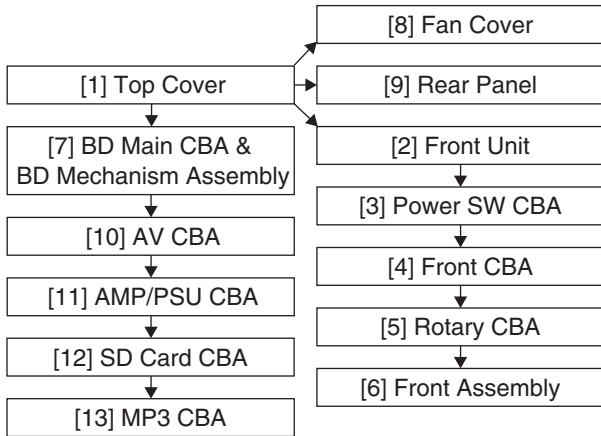 [8] Fan Cover
[1] Top Cover
[9] Rear Panel
[7] BD Main CBA &
BD Mechanism Assembly
[2] Front Unit
[3] Power SW CBA
[10] AV CBA
[4] Front CBA
[11] AMP/PSU CBA
[5] Rotary CBA
[12] SD Card CBA
[6] Front Assembly
[13] MP3 CBA